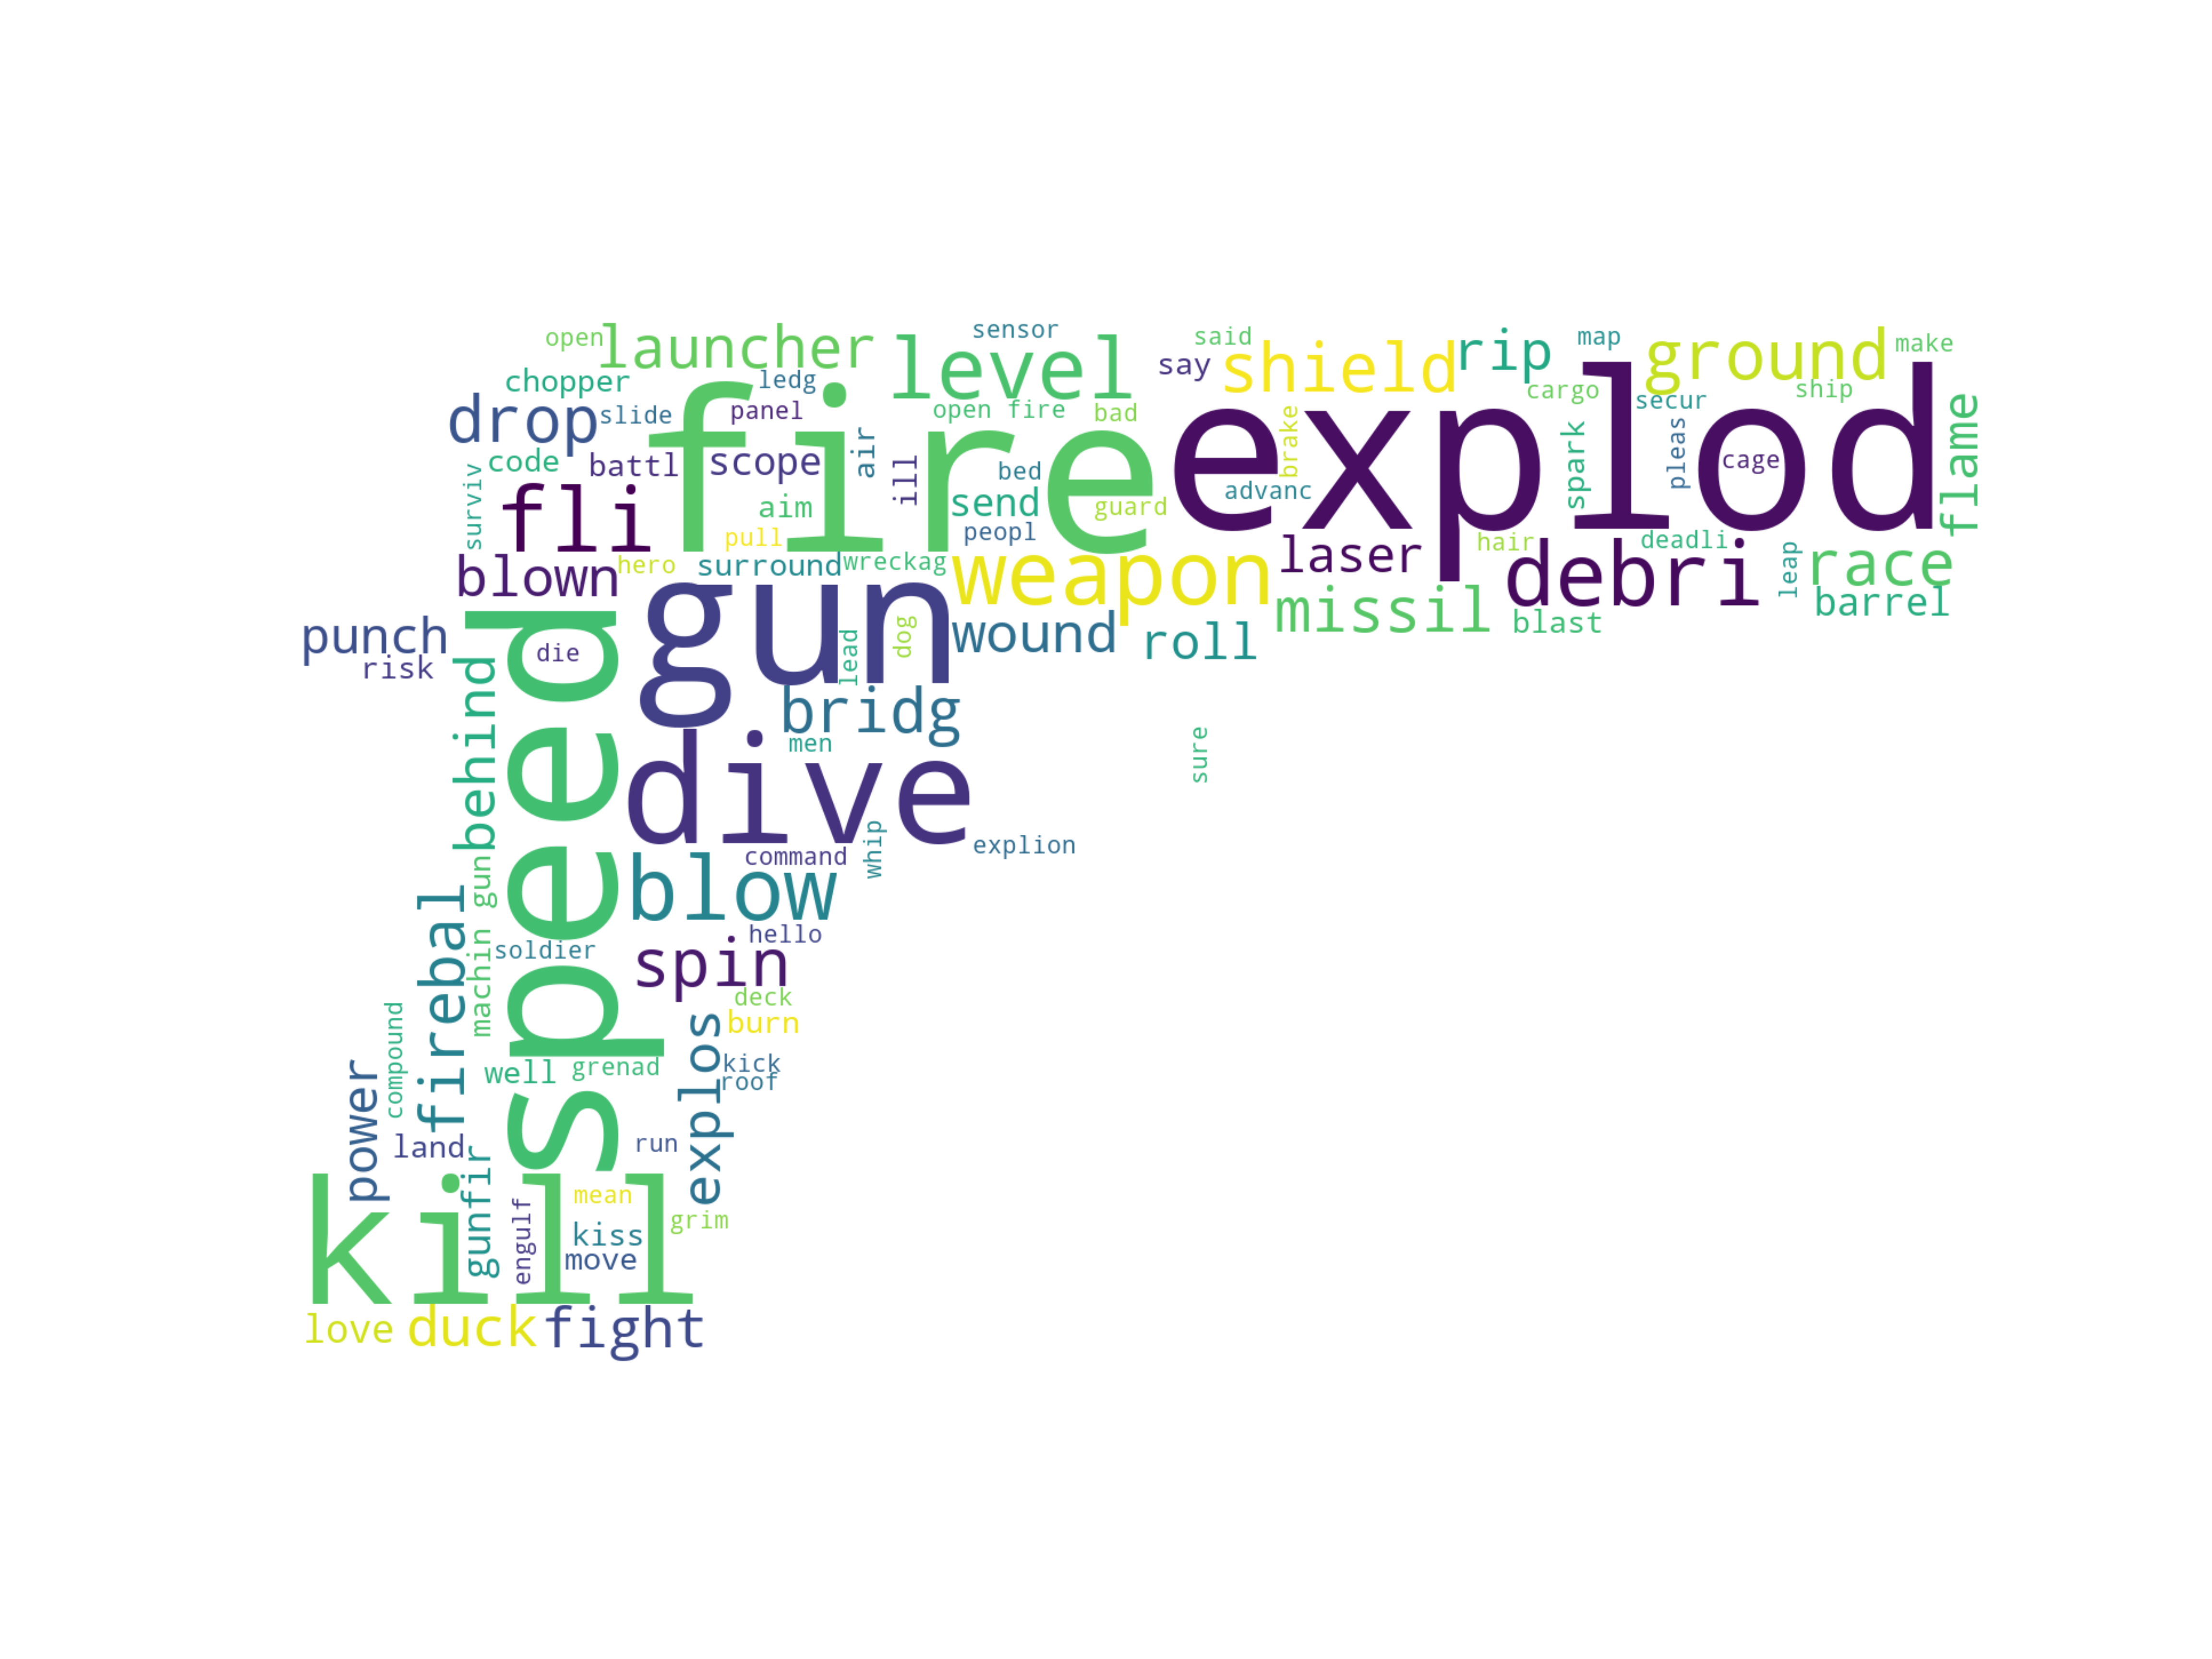 open
launcher
sensor
level
said
say
shield
rip
map
ground
make
chopper
ledg
drop
slide
panel
open fire
bad
cargo
secur
ship
fire
explod
flame
code
battl
scope
air
ill
bed
brake
advanc
spark
pleas
cage
surviv
fli
aim
send
guard
pull
peopl
blown
hero
surround
wreckag
weapon
laser
hair
deadli
debri
leap
race
barrel
punch
risk
gun
missil
blast
die
lead
dog
wound
roll
behind
speed
bridg
men
sure
dive
whip
explion
command
machin gun
blow
firebal
soldier
hello
spin
deck
burn
compound
power
well
grenad
explos
kick
roof
land
run
gunfir
kill
engulf
mean
grim
kiss
move
love
duck
fight